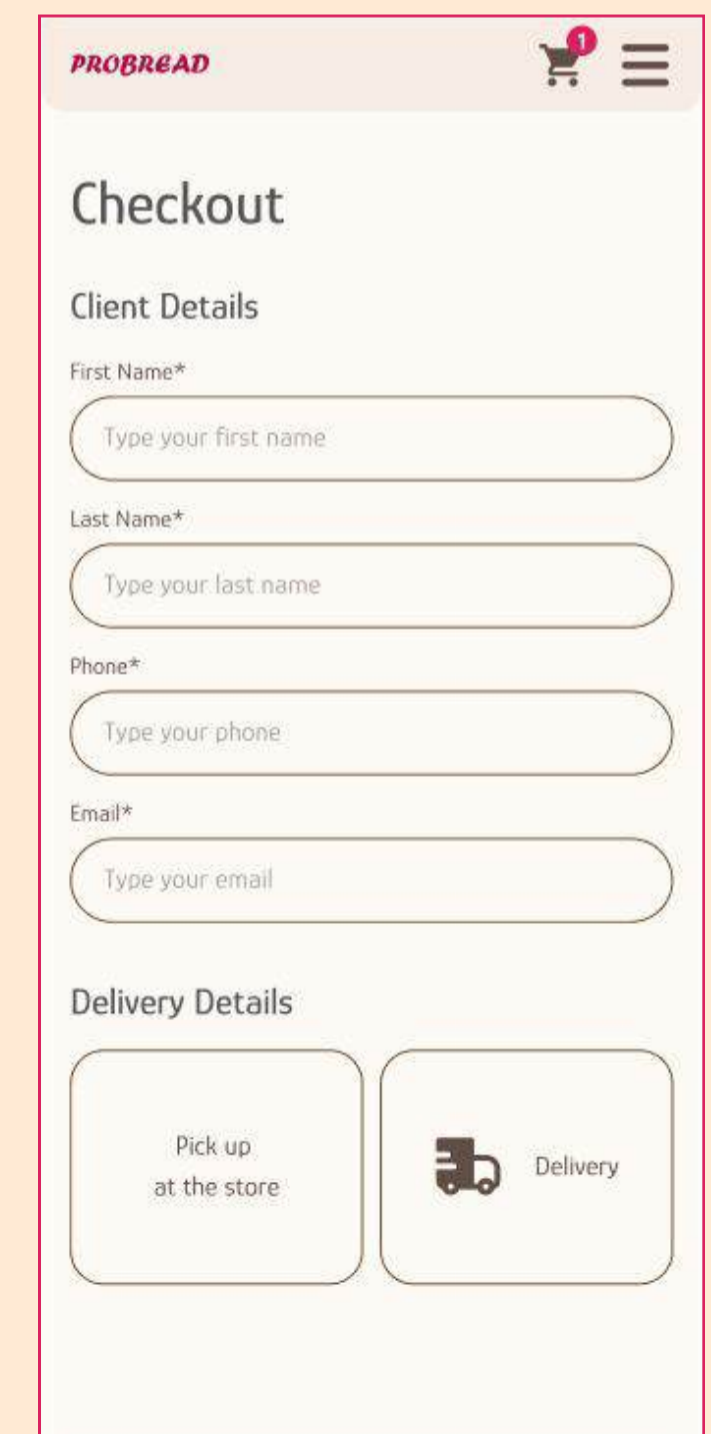 PROBREAD
1
Checkout
Client Details
First Name*
Type your first name
Last Name*
Type your last name
Phone*
Type your phone
Email*
Type your email
Delivery Details
Pick up
at the store
Delivery